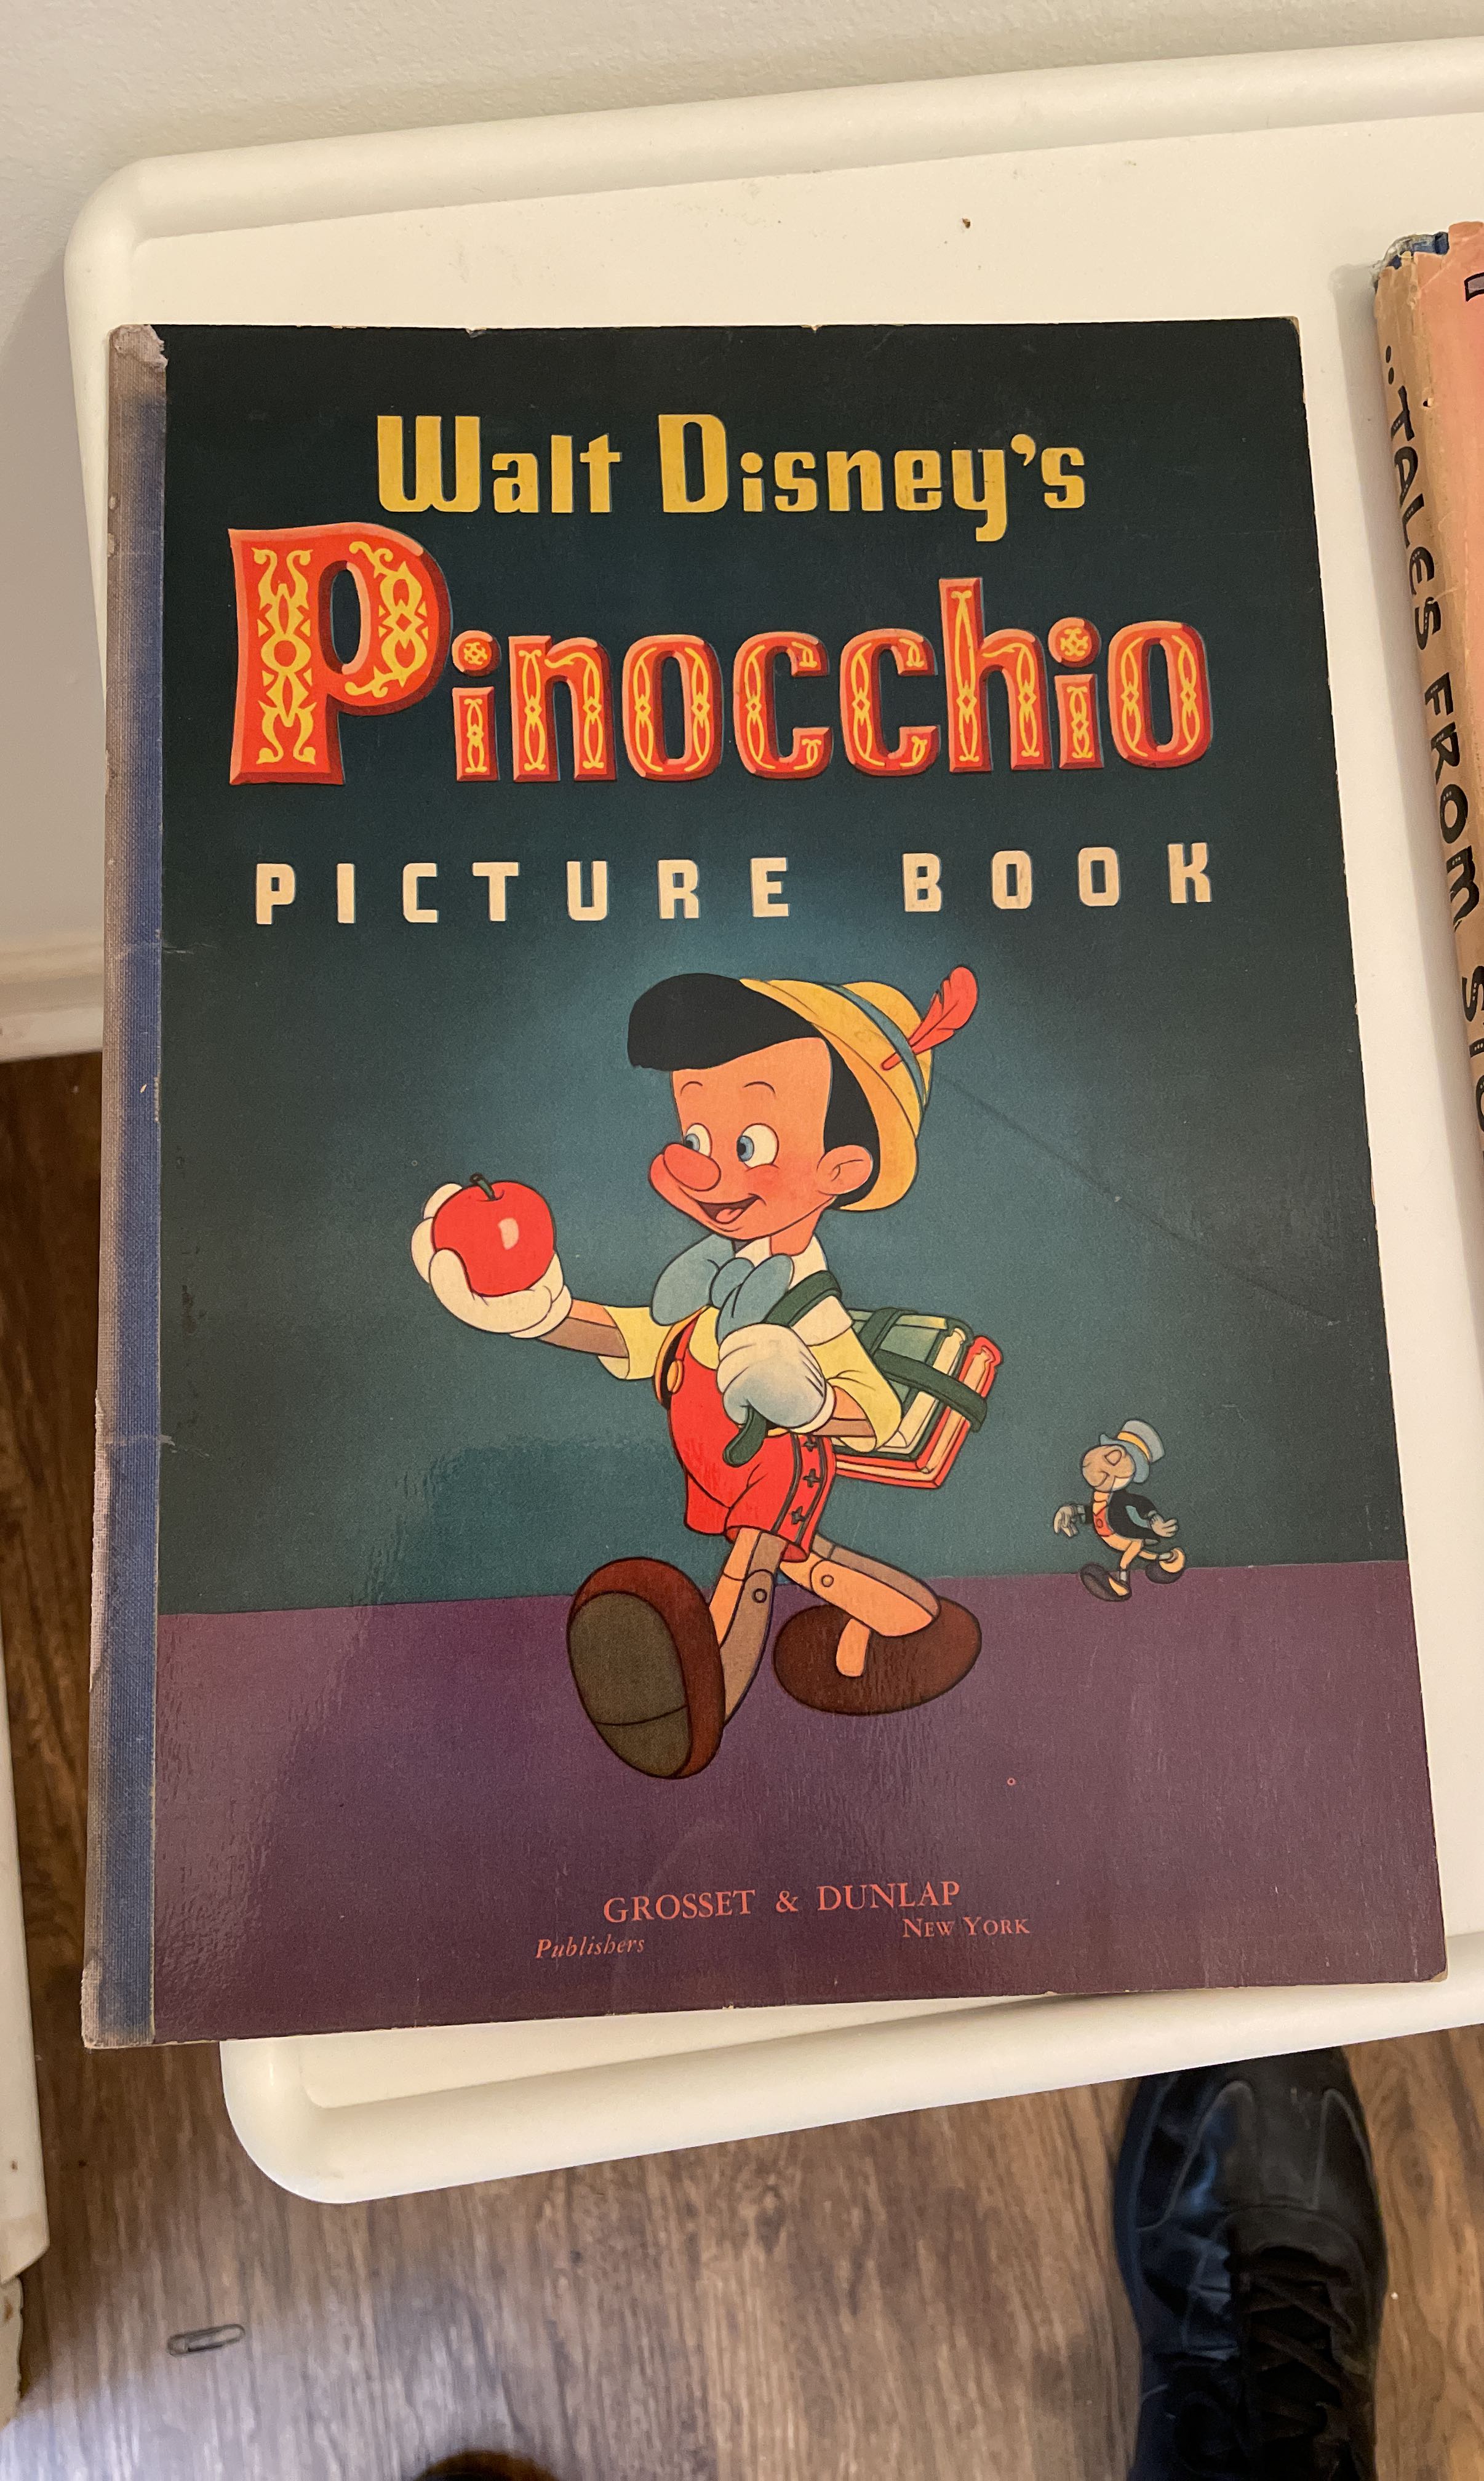 Walt Disney's
Pinocchio
PICTURE BOOK
GROSSET & DUNLAP
Publishers
NEW YORK
..TALES FROM